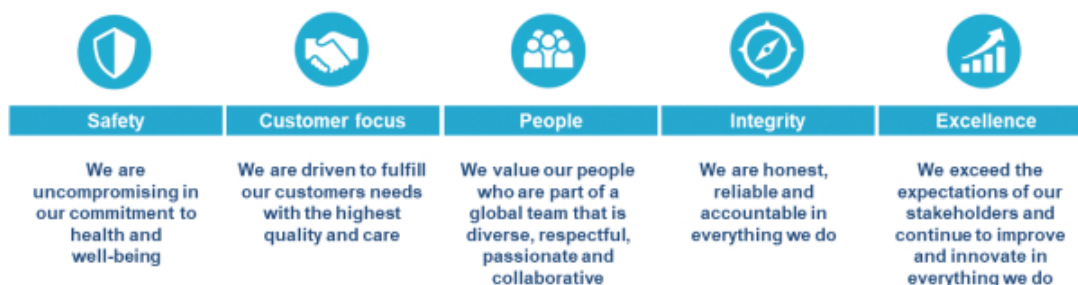 Safety
We are
uncompromising in
our commitment to
health and
well-being
Customer focus
We are driven to fulfill
our customers needs
with the highest
quality and care
People
We value our people
who are part of a
global team that is
diverse, respectful,
passionate and
collaborative
Integrity
We are honest,
reliable and
accountable in
everything we do
Excellence
We exceed the
expectations of our
stakeholders and
continue to improve
and innovate in
everything we do